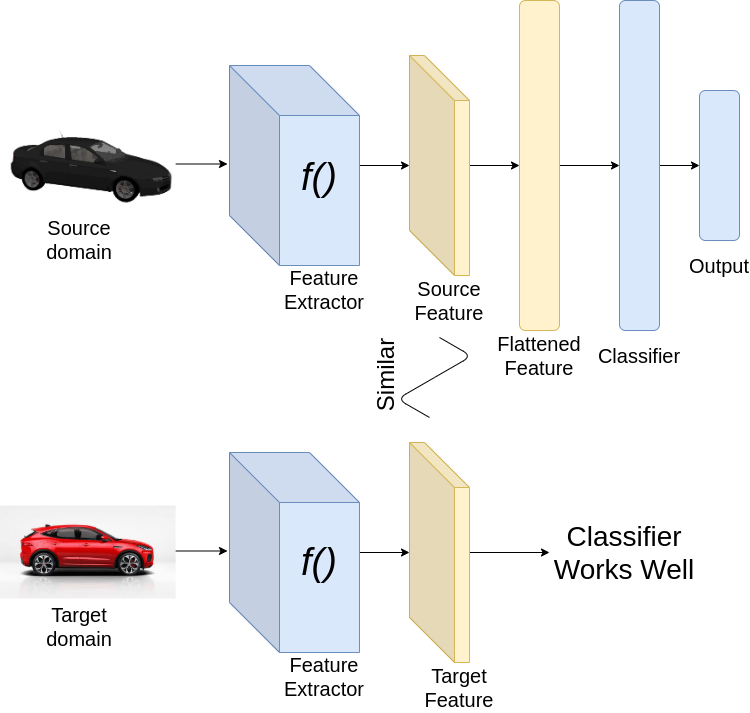 f()
Source
domain
Feature
Extractor
Source
Feature
Flattened
Feature
Classifier
Output
Similar
f()
Target
domain
Feature
Extractor
Target
Feature
Classifier
Works Well